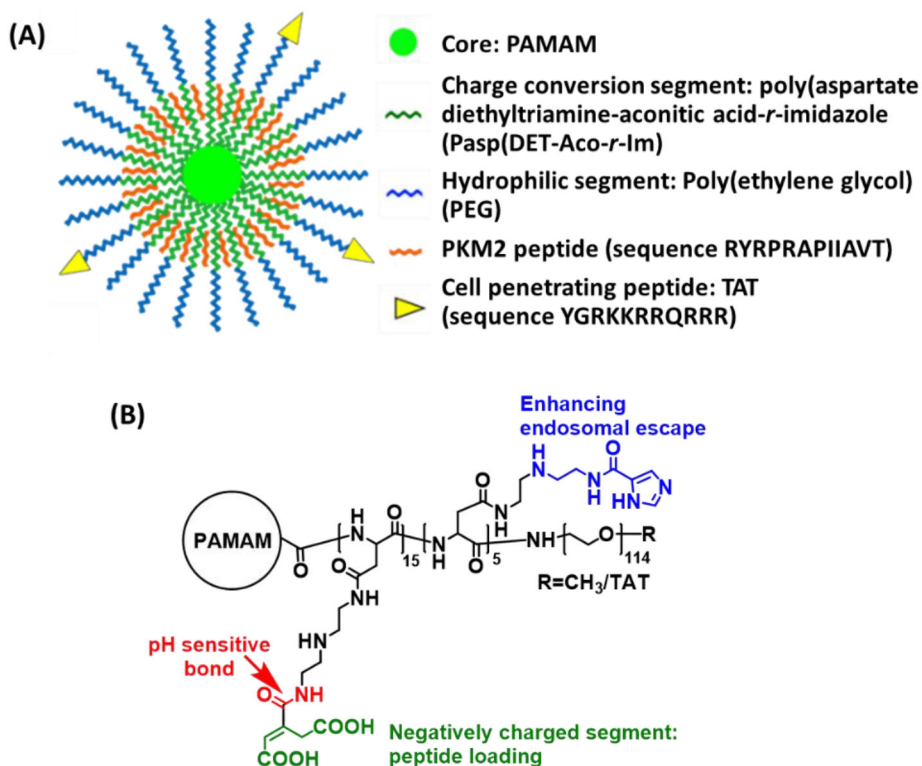 (A)
Core: PAMAM
Charge conversion segment: poly(aspartate
diethyltriamine-aconitic acid-r-imidazole
(Pasp(DET-Aco-r-Im)
Hydrophilic segment: Poly(ethylene glycol)
(PEG)
PKM2 peptide (sequence RYRPRAPIIAVT)
Cell penetrating peptide: TAT
(sequence YGRKKRRQRRR)
(B)
Enhancing
endosomal escape
H
N
O
N
H
N
HN
O
N
H
PAMAM
O
H
N
O
15
N
H
O
5
NH
O
R
114
R=CH₃/TAT
O
NH
HN
pH sensitive
bond
O
NH
COOH
COOH
Negatively charged segment:
peptide loading